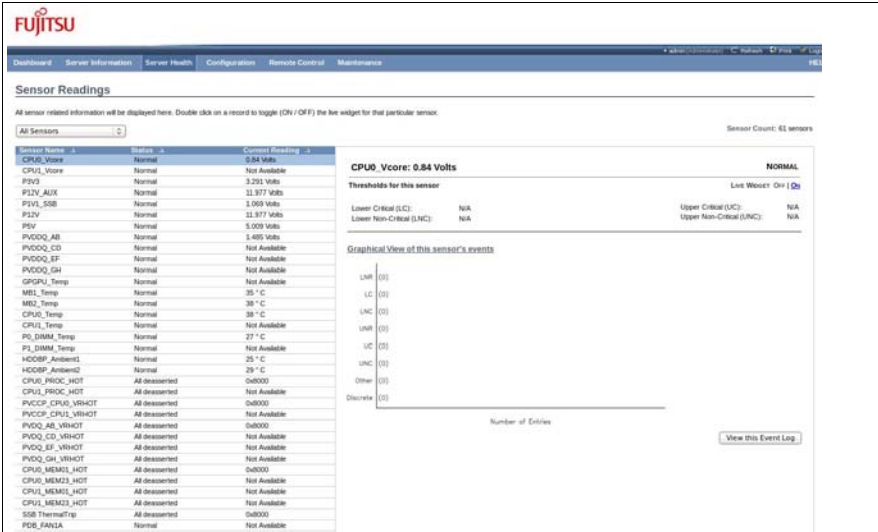 FUJITSU
admin(Administrator) Refresh Print Log
Dashboard Server Information Server Health Configuration Remote Control Maintenance HEL
Sensor Readings
All sensor related information will be displayed here. Double click on a record to toggle (ON / OFF) the live widget for that particular sensor.
All Sensors
Sensor Count: 61 sensors
Sensor Name Status Current Reading
CPU0_Vcore Normal 0.84 Volts
CPU1_Vcore Normal Not Available
P3V3 Normal 3.291 Volts
P12V_AUX Normal 11.977 Volts
P1V1_SSB Normal 1.069 Volts
P12V Normal 11.977 Volts
P5V Normal 5.009 Volts
PVDDQ_AB Normal 1.485 Volts
PVDDQ_CD Normal Not Available
PVDDQ_EF Normal Not Available
PVDDQ_GH Normal Not Available
GPGPU_Temp Normal Not Available
MB1_Temp Normal 35 ° C
MB2_Temp Normal 38 ° C
CPU0_Temp Normal 38 ° C
CPU1_Temp Normal Not Available
P0_DIMM_Temp Normal 27 ° C
P1_DIMM_Temp Normal Not Available
HDDBP_Ambient1 Normal 25 ° C
HDDBP_Ambient2 Normal 29 ° C
CPU0_PROC_HOT All deasserted 0x8000
CPU1_PROC_HOT All deasserted Not Available
PVCCP_CPU0_VRHOT All deasserted 0x8000
PVCCP_CPU1_VRHOT All deasserted Not Available
PVDQ_AB_VRHOT All deasserted 0x8000
PVDQ_CD_VRHOT All deasserted Not Available
PVDQ_EF_VRHOT All deasserted Not Available
PVDQ_GH_VRHOT All deasserted Not Available
CPU0_MEM01_HOT All deasserted 0x8000
CPU0_MEM23_HOT All deasserted Not Available
CPU1_MEM01_HOT All deasserted Not Available
CPU1_MEM23_HOT All deasserted Not Available
SSB ThermalTrip All deasserted 0x8000
PDB_FAN1A Normal Not Available
CPU0_Vcore: 0.84 Volts NORMAL
Thresholds for this sensor Live Widget Off | On
Lower Critical (LC): N/A Upper Critical (UC): N/A
Lower Non-Critical (LNC): N/A Upper Non-Critical (UNC): N/A
Graphical View of this sensor's events
LNR (0)
LC (0)
LNC (0)
UNR (0)
UC (0)
UNC (0)
Other (0)
Discrete (0)
Number of Entries
View this Event Log